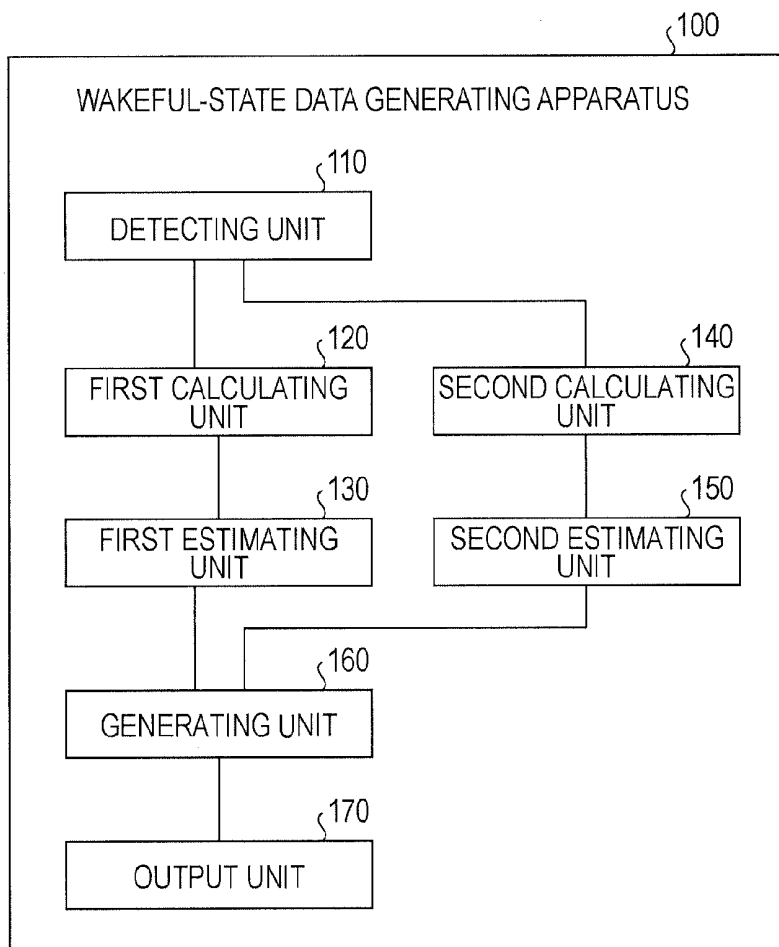 100
WAKEFUL-STATE DATA GENERATING APPARATUS
110
DETECTING UNIT
120
FIRST CALCULATING
UNIT
140
SECOND CALCULATING
UNIT
130
FIRST ESTIMATING
UNIT
150
SECOND ESTIMATING
UNIT
160
GENERATING UNIT
170
OUTPUT UNIT